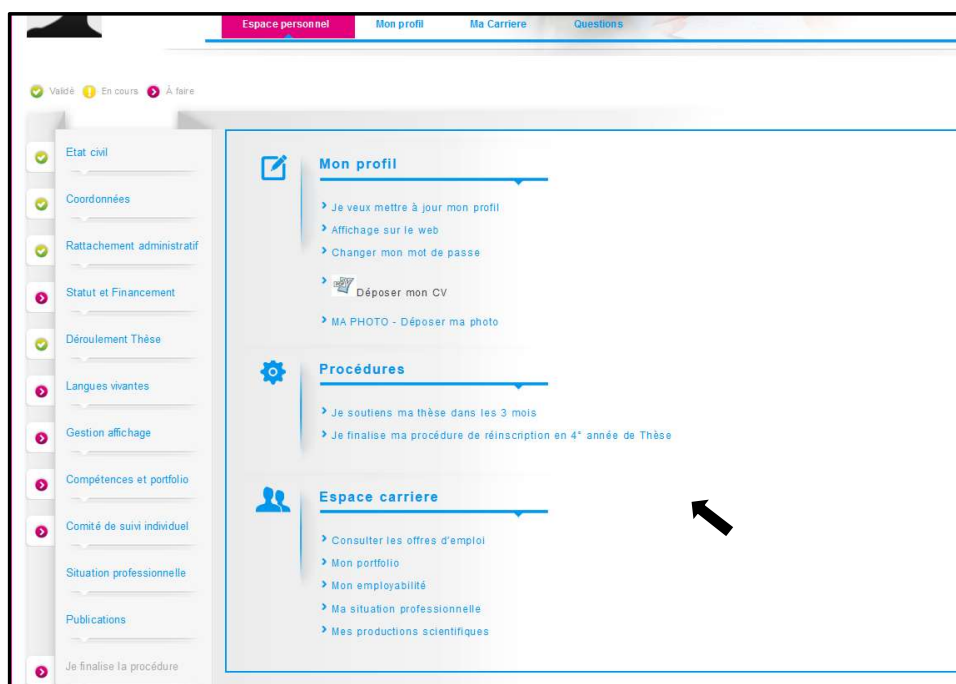 Espace personnel Mon profil Ma Carriere Questions
Validé En cours À faire
Etat civil
Coordonnées
Rattachement administratif
Statut et Financement
Déroulement Thèse
Langues vivantes
Gestion affichage
Compétences et portfolio
Comité de suivi individuel
Situation professionnelle
Publications
Je finalise la procédure
Mon profil
Je veux mettre à jour mon profil
Affichage sur le web
Changer mon mot de passe
Déposer mon CV
MA PHOTO - Déposer ma photo
Procédures
Je soutiens ma thèse dans les 3 mois
Je finalise ma procédure de réinscription en 4° année de Thèse
Espace carriere
Consulter les offres d'emploi
Mon portfolio
Mon employabilité
Ma situation professionnelle
Mes productions scientifiques